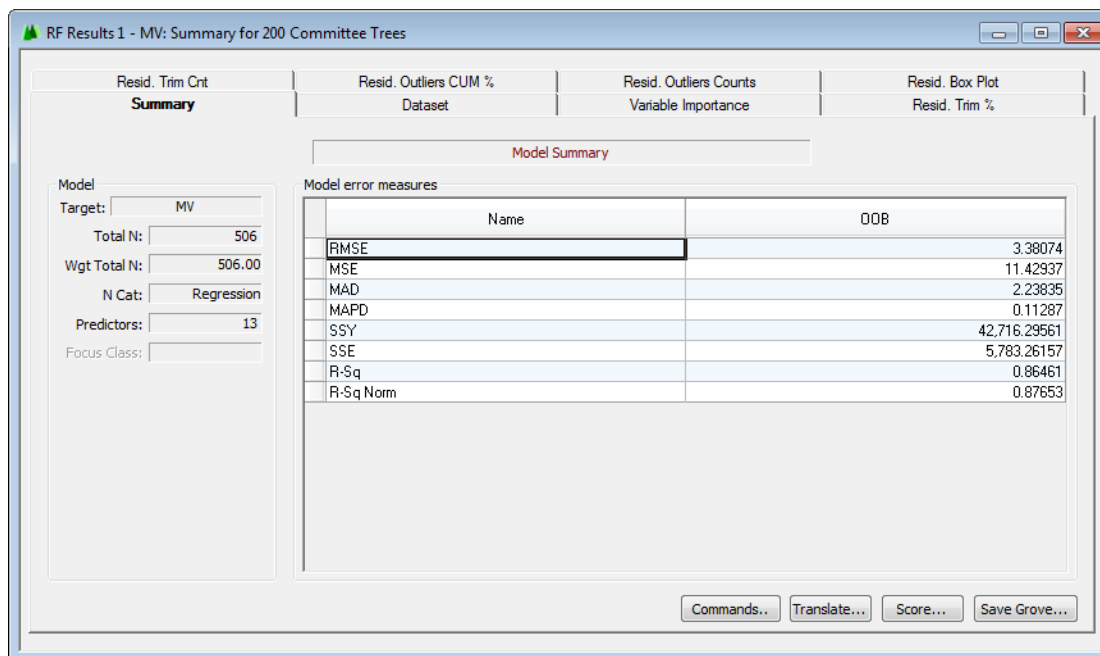 RF Results 1 - MV: Summary for 200 Committee Trees
Resid. Trim Cnt Resid. Outliers CUM % Resid. Outliers Counts Resid. Box Plot
Summary Dataset Variable Importance Resid. Trim %
Model Summary
Model
Target: MV
Total N: 506
Wgt Total N: 506.00
N Cat: Regression
Predictors: 13
Focus Class:
Model error measures
Name OOB
RMSE 3.38074
MSE 11.42937
MAD 2.23835
MAPD 0.11287
SSY 42,716.29561
SSE 5,783.26157
R-Sq 0.86461
R-Sq Norm 0.87653
Commands.. Translate... Score... Save Grove...